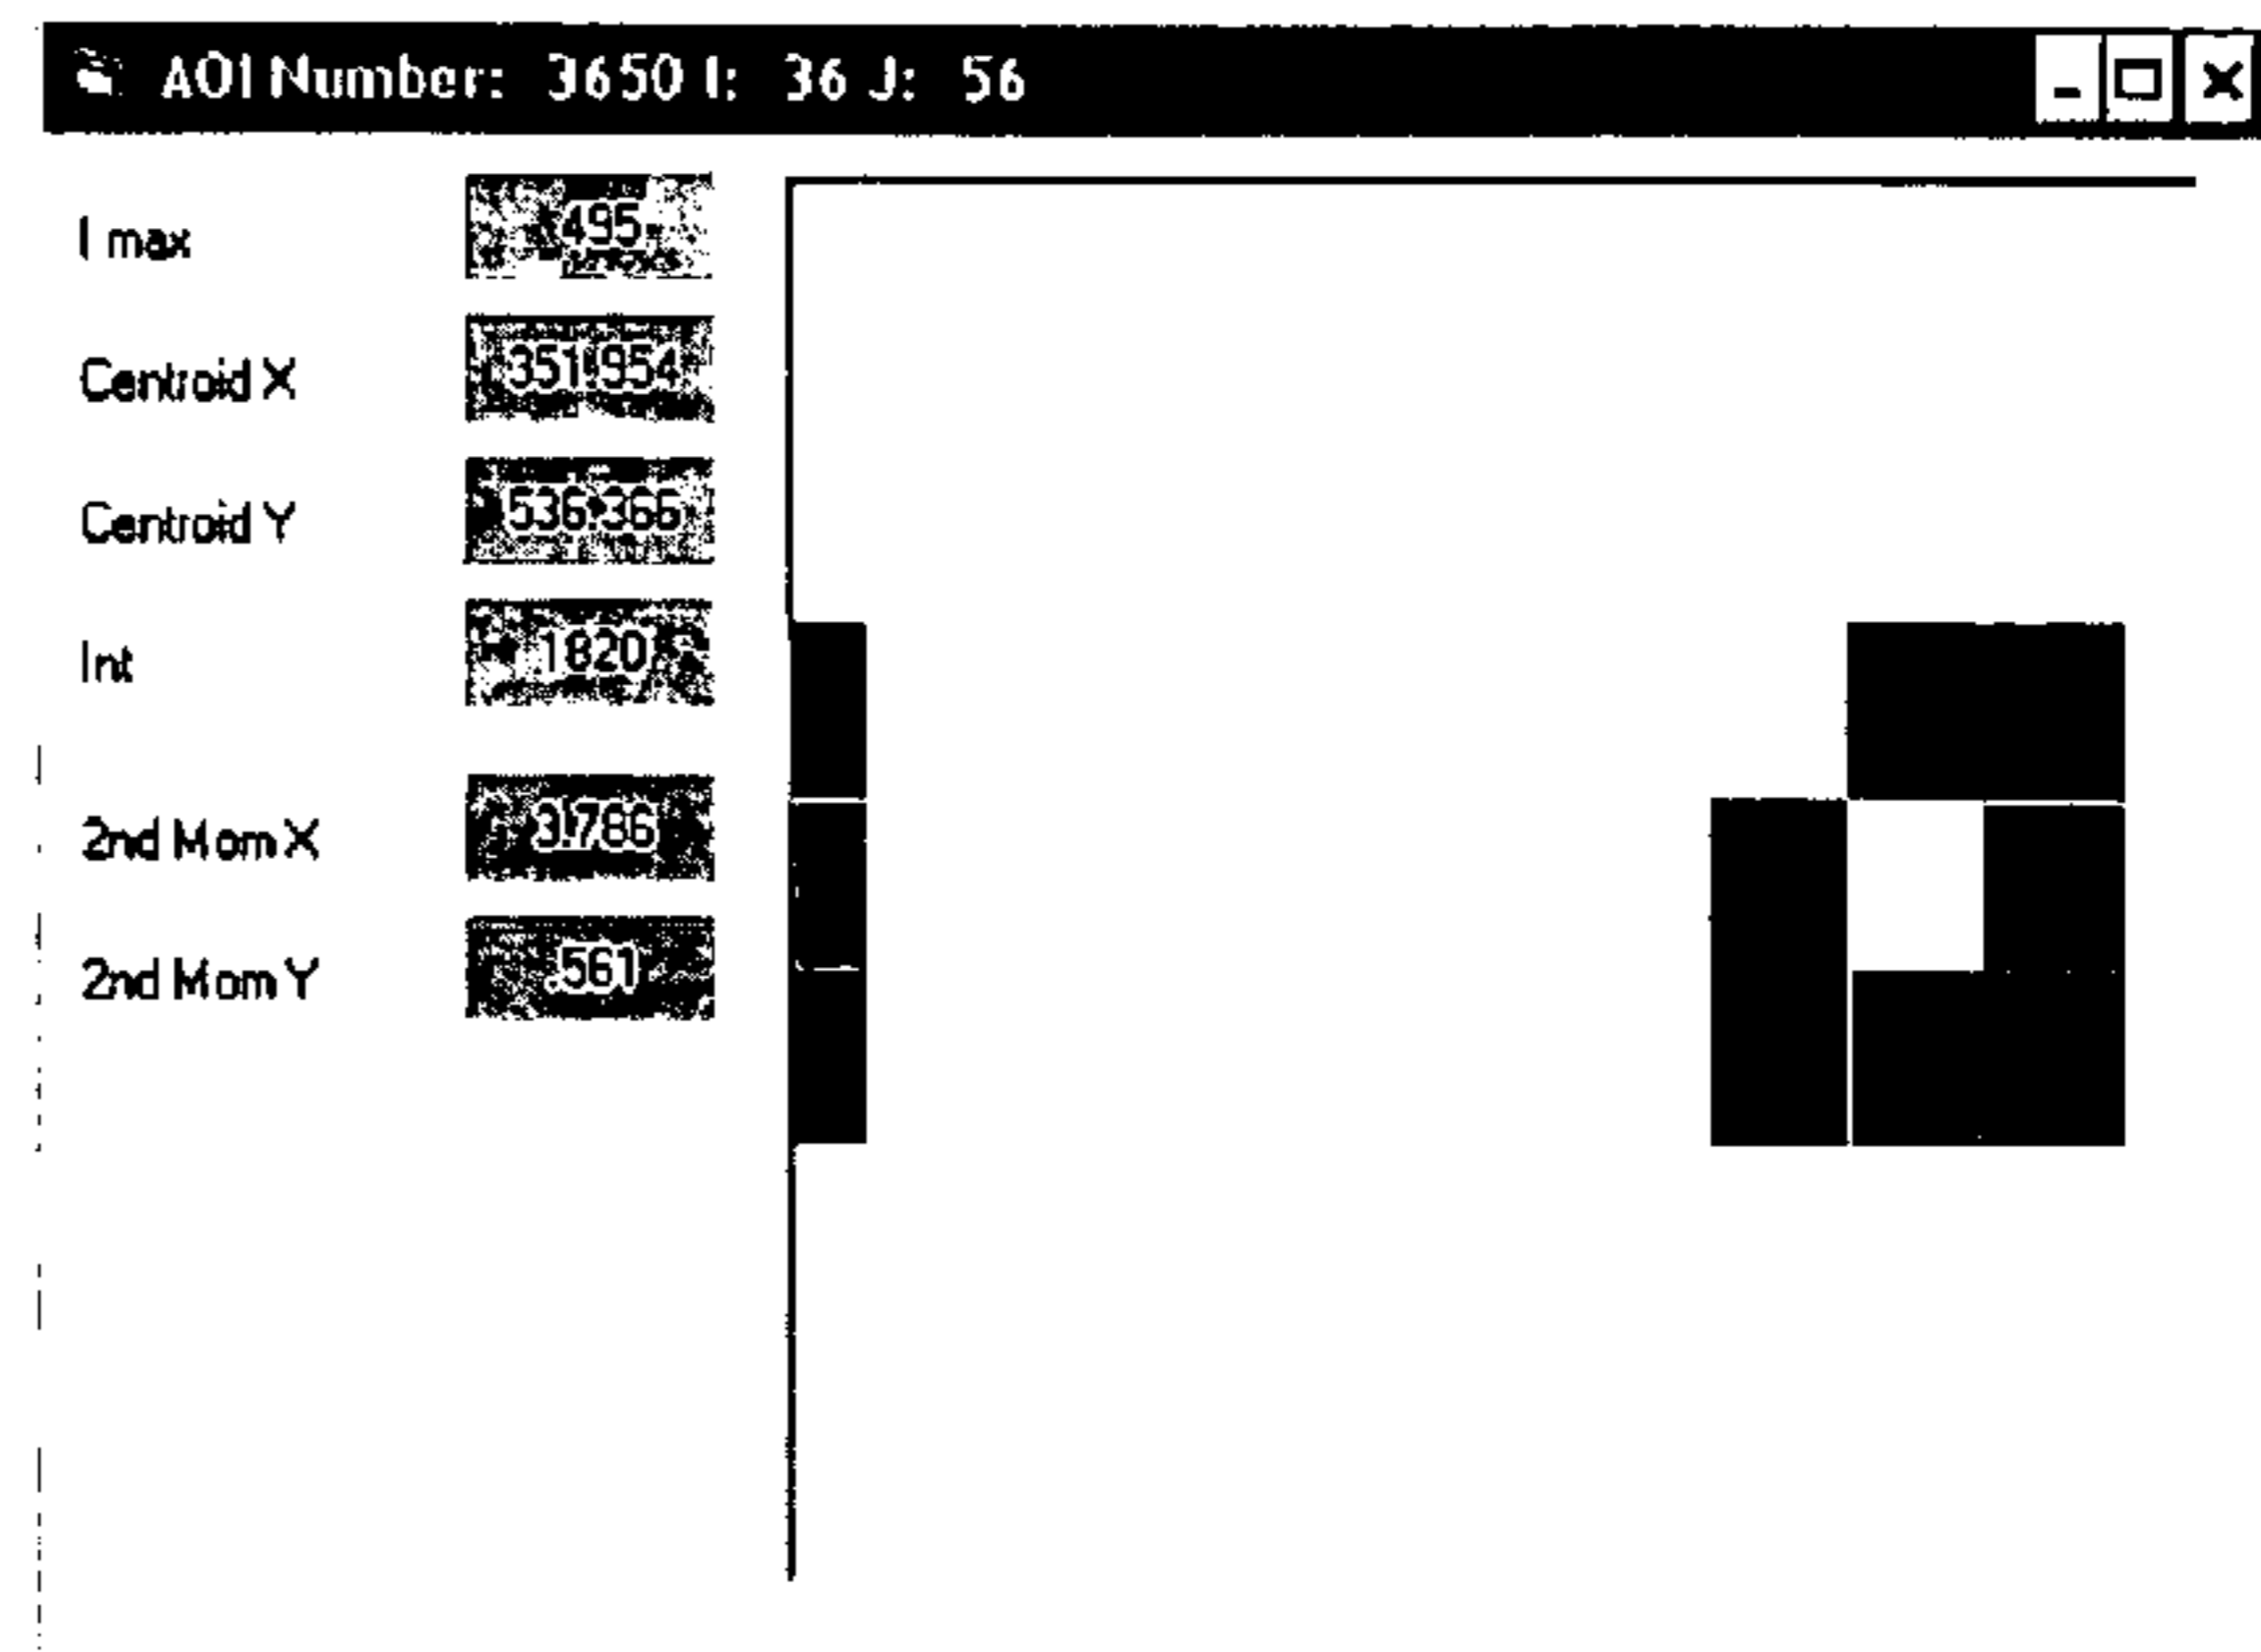 AOI Number: 3650 I: 36 J: 56
I max 495
Centroid X 351.954
Centroid Y 536.366
Int 1820
2nd Mom X 3.786
2nd Mom Y .561